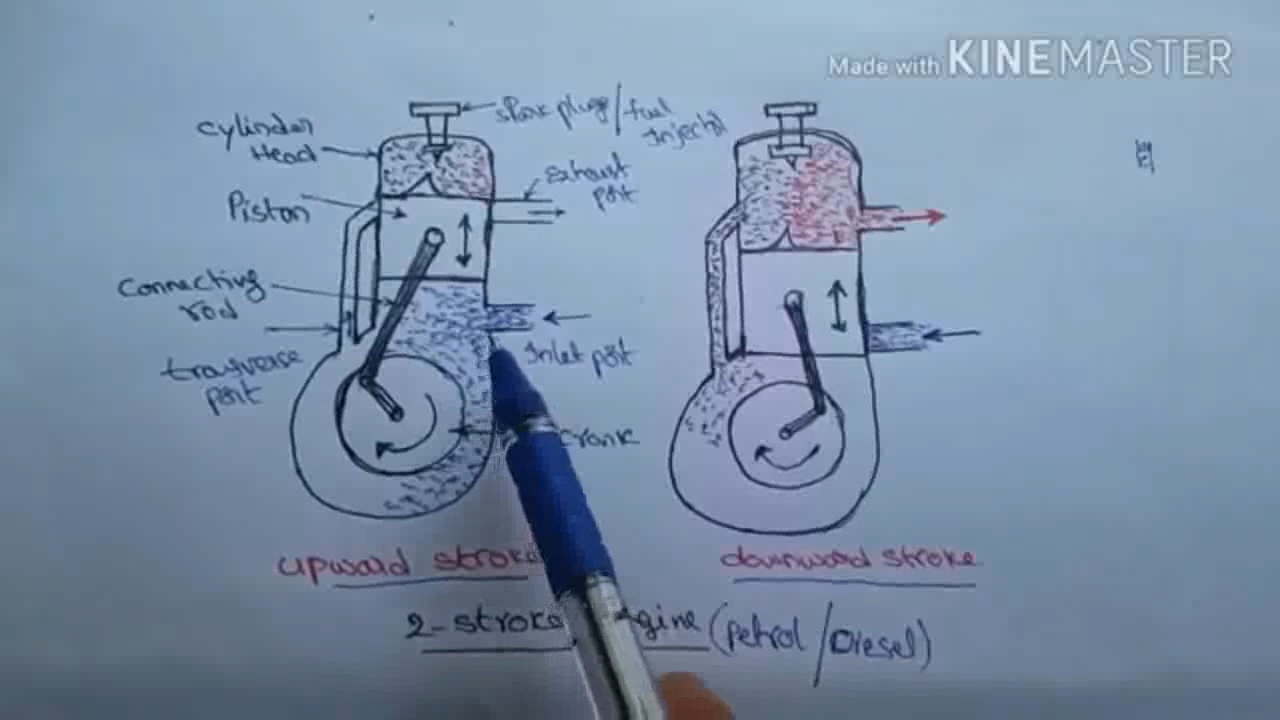 Made with KINEMASTER
Cylinder
Head
spark plug/fuel
Injector
Exhaust
port
Piston
Connecting
rod
Inlet port
port
crank
upward stroke
downward stroke
2-stroke
(Petrol/Diesel)